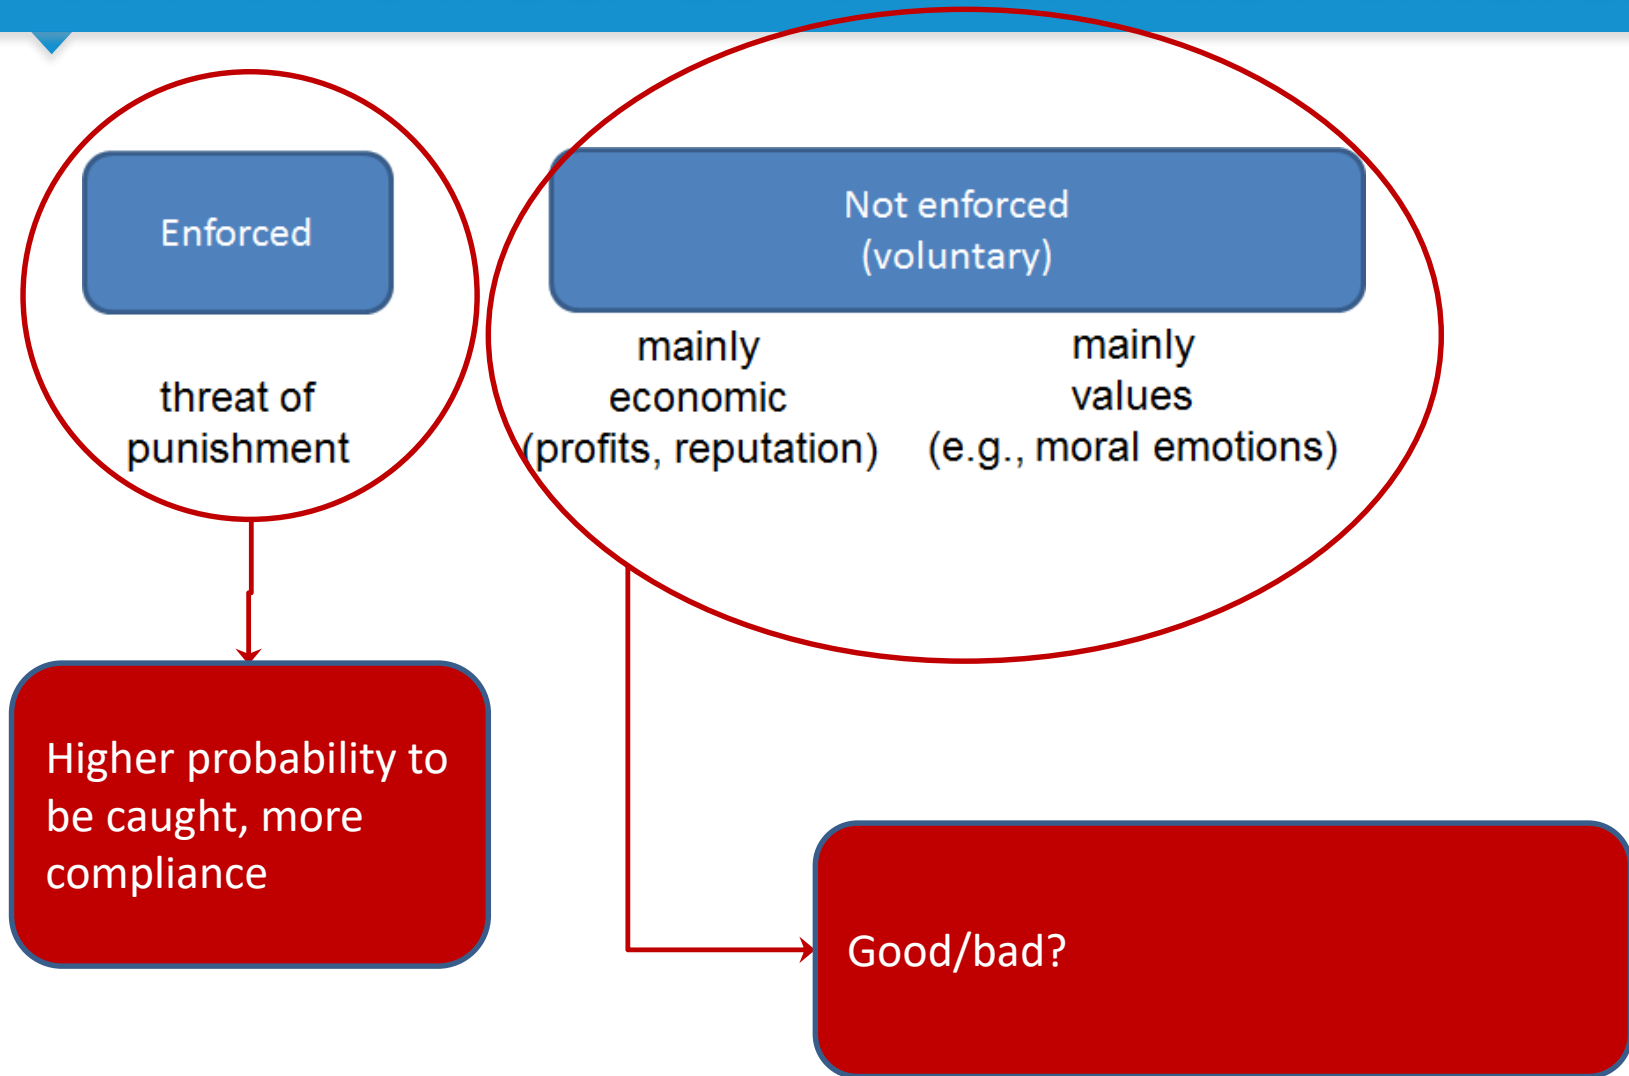 Enforced
threat of
punishment
Not enforced
(voluntary)
mainly
economic
(profits, reputation)
mainly
values
(e.g., moral emotions)
Higher probability to
be caught, more
compliance
Good/bad?